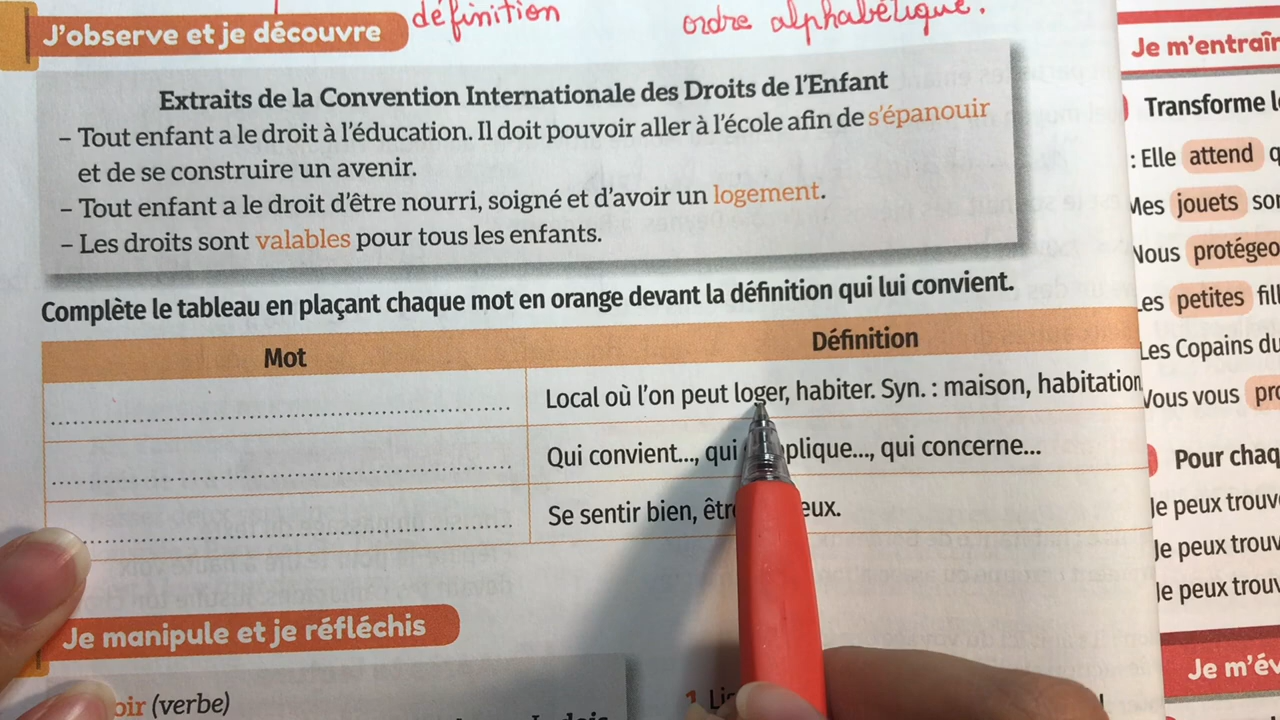 définition ordre alphabétique.
J'observe et je découvre
Extraits de la Convention Internationale des Droits de l'Enfant
– Tout enfant a le droit à l'éducation. Il doit pouvoir aller à l'école afin de s'épanouir
et de se construire un avenir.
– Tout enfant a le droit d'être nourri, soigné et d'avoir un logement.
– Les droits sont valables pour tous les enfants.
Complète le tableau en plaçant chaque mot en orange devant la définition qui lui convient.
Mot Définition
Local où l'on peut loger, habiter. Syn. : maison, habitation
Qui convient..., qui plique..., qui concerne...
Se sentir bien, êtr eux.
Je manipule et je réfléchis
oir (verbe)
1 Li
Je m'entraîn
Transforme l
: Elle attend q
Mes jouets son
Nous protégeo
Les petites fill
Les Copains du
Vous vous pro
Pour chaq
Je peux trouv
Je peux trouv
Je peux trouv
Je m'év